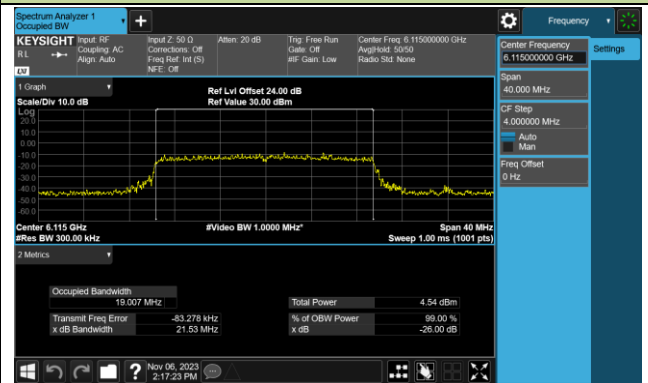 Spectrum Analyzer 1
Occupied BW
Frequency
KEYSIGHT
RL
LXI
Input: RF
Coupling: AC
Align: Auto
Input Z: 50 Ω
Corrections: Off
Freq Ref: Int (S)
NFE: Off
Atten: 20 dB
Trig: Free Run
Gate: Off
#IF Gain: Low
Center Freq: 6.115000000 GHz
Avg|Hold: 50/50
Radio Std: None
Center Frequency
6.115000000 GHz
Settings
Span
40.000 MHz
CF Step
4.000000 MHz
Auto
Man
Freq Offset
0 Hz
1 Graph
Scale/Div 10.0 dB
Ref Lvl Offset 24.00 dB
Ref Value 30.00 dBm
Log
20.0
10.0
0.00
-10.0
-20.0
-30.0
-40.0
-50.0
-60.0
Center 6.115 GHz
#Res BW 300.00 kHz
#Video BW 1.0000 MHz*
Span 40 MHz
Sweep 1.00 ms (1001 pts)
2 Metrics
Occupied Bandwidth
19.007 MHz
Total Power 4.54 dBm
Transmit Freq Error -83.278 kHz
% of OBW Power 99.00 %
x dB Bandwidth 21.53 MHz
x dB -26.00 dB
?
Nov 06, 2023
2:17:23 PM